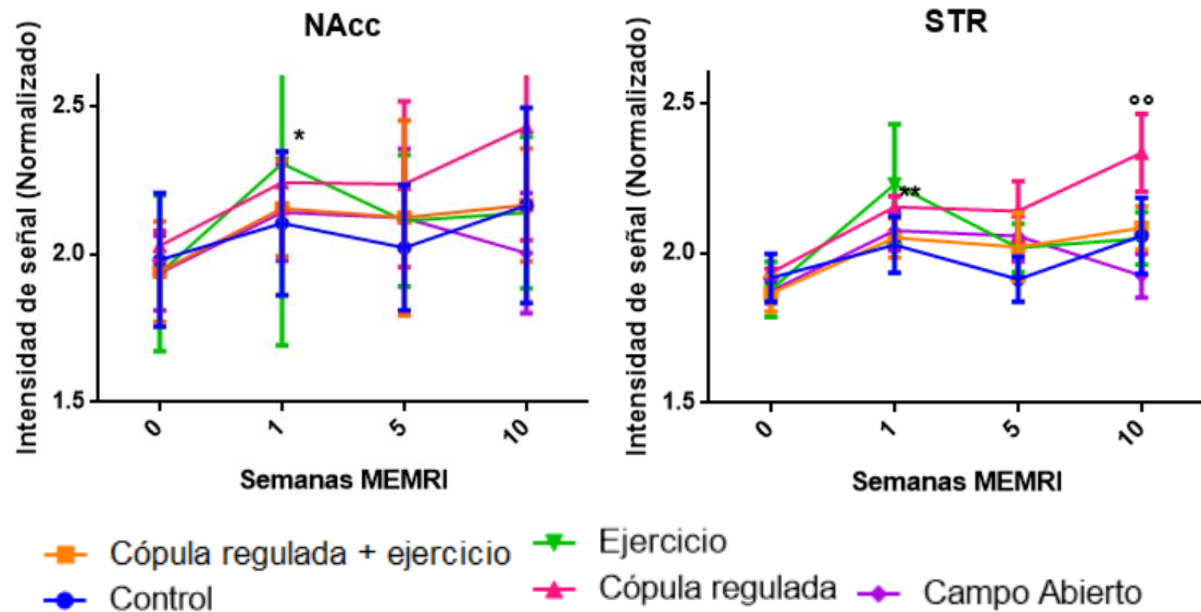 NAcc
Intensidad de señal (Normalizado)
2.5
2.0
1.5
*
0
1
5
10
Semanas MEMRI
STR
Intensidad de señal (Normalizado)
2.5
2.0
1.5
**
°°
0
1
5
10
Semanas MEMRI
Cópula regulada + ejercicio
Ejercicio
Control
Cópula regulada
Campo Abierto